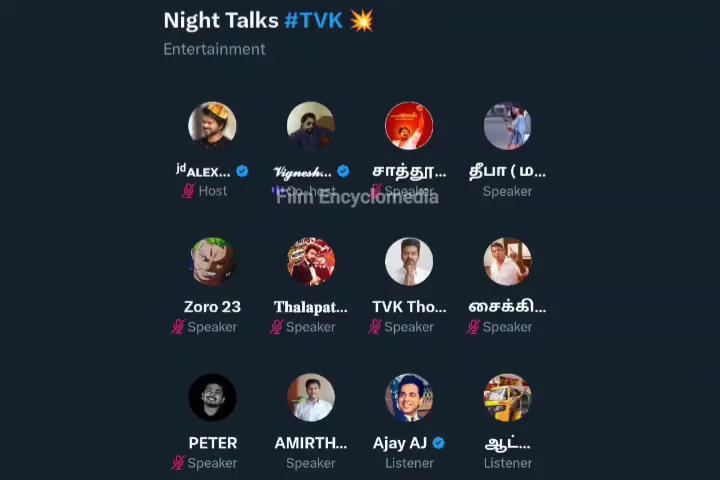 Night Talks #TVK 💥
Entertainment
ʲᵈALEX... 𝓥𝓲𝓰𝓷𝓮𝓼𝓱... சாத்தூ... தீபா ( ம...
Host Co-host Speaker Speaker
Film Encyclomedia
Zoro 23 𝐓𝐡𝐚𝐥𝐚𝐩𝐚𝐭... TVK Tho... சைக்கி...
Speaker Speaker Speaker Speaker
PETER AMIRTH... Ajay AJ ஆட்...
Speaker Speaker Listener Listener